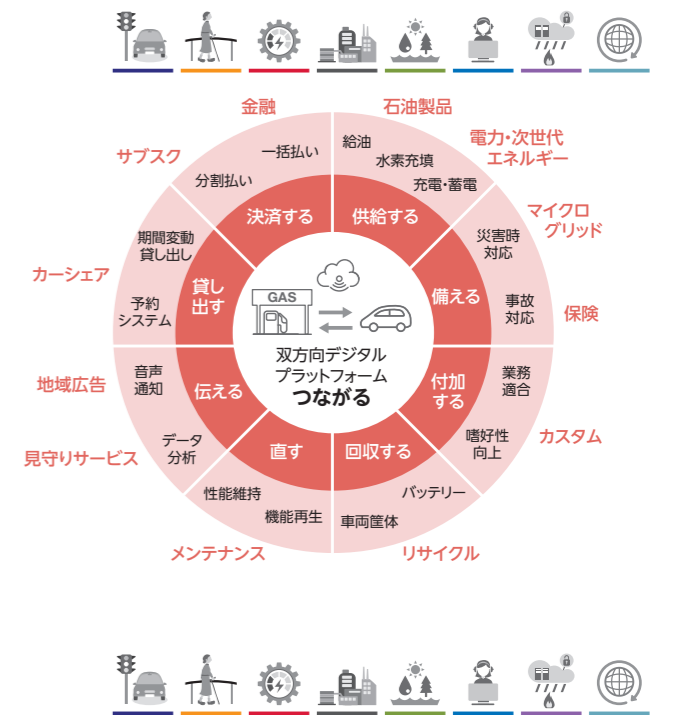 金融
石油製品
サブスク
一括払い
分割払い
給油
水素充填
充電・蓄電
電力・次世代
エネルギー
決済する
供給する
マイクロ
グリッド
期間変動
貸し出し
災害時
対応
カーシェア
貸し
出す
備える
予約
システム
事故
対応
保険
GAS
双方向デジタル
プラットフォーム
つながる
地域広告
音声
通知
伝える
付加
する
業務
適合
カスタム
見守りサービス
データ
分析
嗜好性
向上
直す
回収する
性能維持
機能再生
バッテリー
車両筐体
メンテナンス
リサイクル